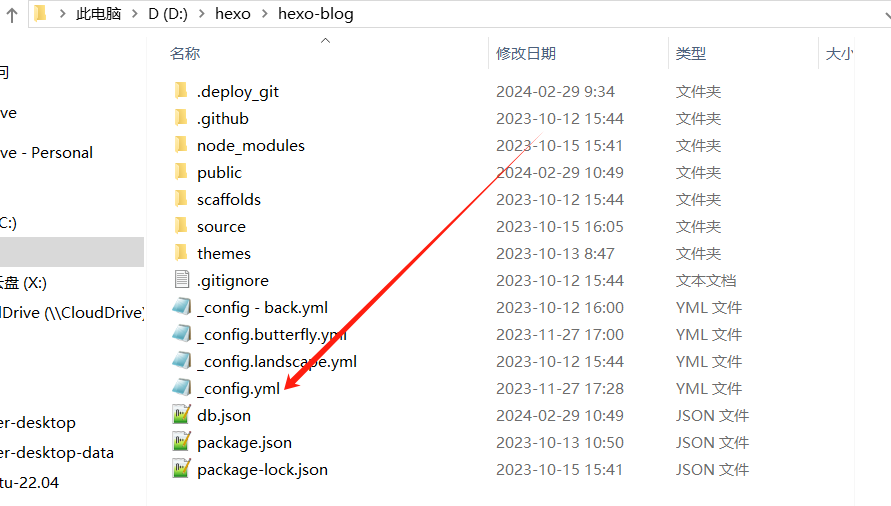 此电脑 > D (D:) > hexo > hexo-blog
名称 修改日期 类型 大小
.deploy_git 2024-02-29 9:34 文件夹
.github 2023-10-12 15:44 文件夹
node_modules 2023-10-15 15:41 文件夹
public 2024-02-29 10:49 文件夹
scaffolds 2023-10-12 15:44 文件夹
source 2023-10-15 16:05 文件夹
themes 2023-10-13 8:47 文件夹
.gitignore 2023-10-12 15:44 文本文档
_config - back.yml 2023-10-12 16:00 YML 文件
_config.butterfly.yml 2023-11-27 17:00 YML 文件
_config.landscape.yml 2023-10-12 15:44 YML 文件
_config.yml 2023-11-27 17:28 YML 文件
db.json 2024-02-29 10:49 JSON 文件
package.json 2023-10-13 10:50 JSON 文件
package-lock.json 2023-10-15 15:41 JSON 文件
问
ve
ve - Personal
C:)
云盘 (X:)
dDrive (\\CloudDrive)
er-desktop
er-desktop-data
tu-22.04